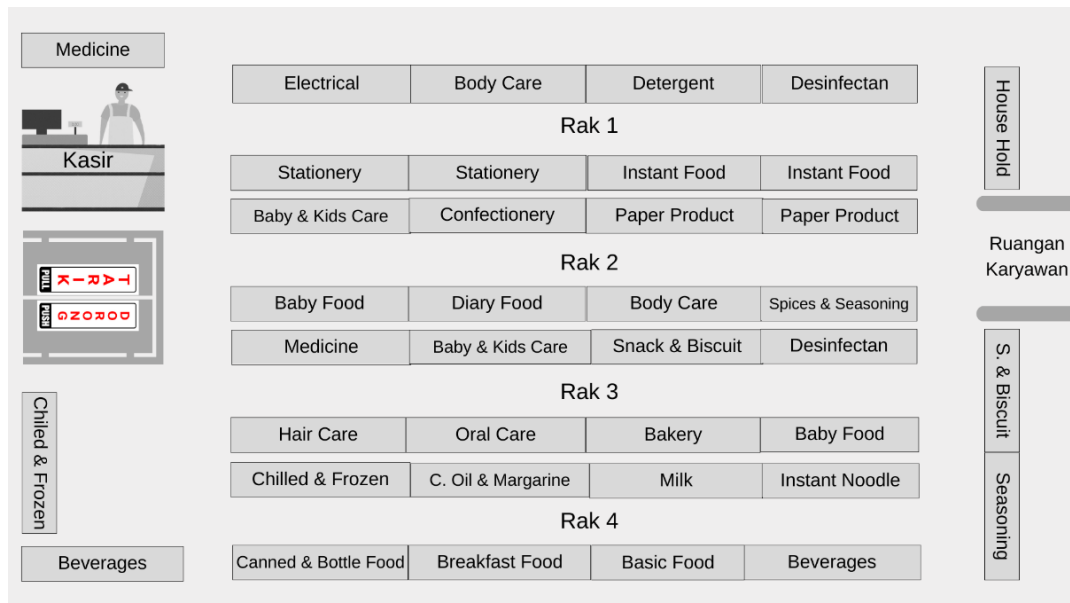 Medicine
Kasir
TARIK
PULL
DORONG
PUSH
Chiled & Frozen
Beverages
Electrical Body Care Detergent Desinfectan
Rak 1
Stationery Stationery Instant Food Instant Food
Baby & Kids Care Confectionery Paper Product Paper Product
Rak 2
Baby Food Diary Food Body Care Spices & Seasoning
Medicine Baby & Kids Care Snack & Biscuit Desinfectan
Rak 3
Hair Care Oral Care Bakery Baby Food
Chilled & Frozen C. Oil & Margarine Milk Instant Noodle
Rak 4
Canned & Bottle Food Breakfast Food Basic Food Beverages
House Hold
Ruangan
Karyawan
S. & Biscuit
Seasoning